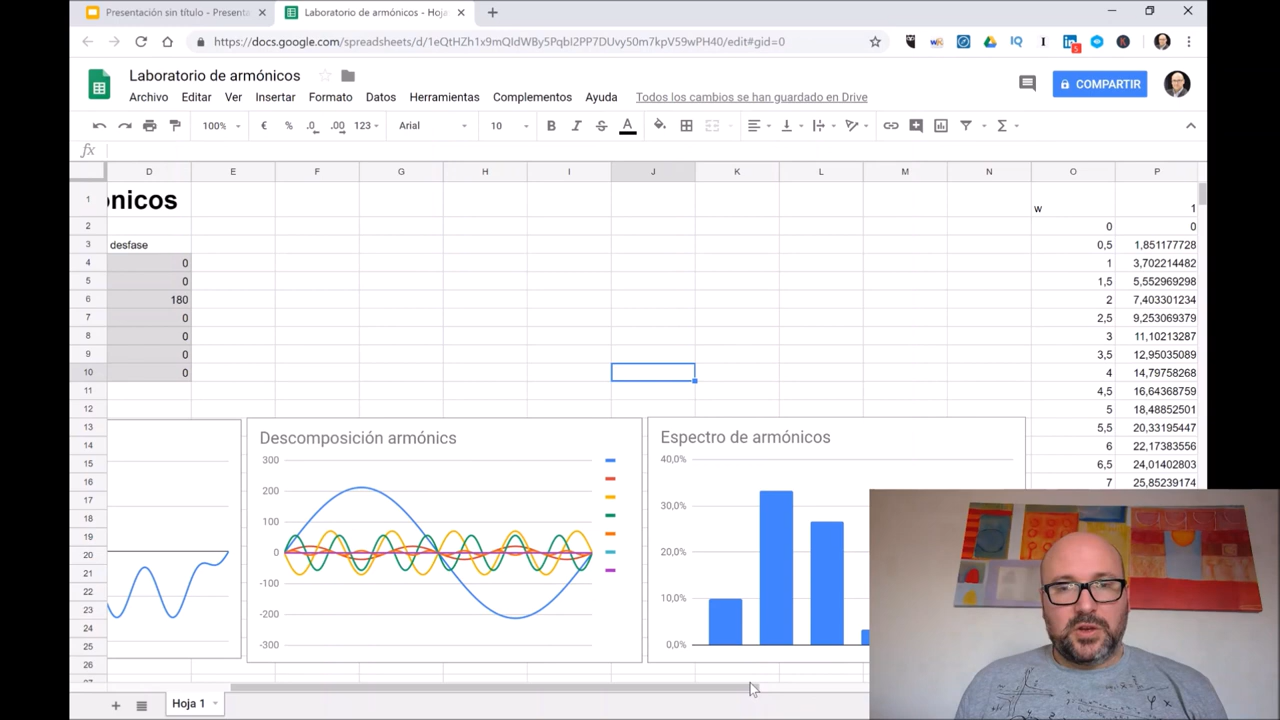 Presentación sin título - Presenta
Laboratorio de armónicos - Hoja
https://docs.google.com/spreadsheets/d/1eQtHZh1x9mQIdWBy5PqbI2PP7DUvy50m7kpV59wPH40/edit#gid=0
Laboratorio de armónicos
Archivo Editar Ver Insertar Formato Datos Herramientas Complementos Ayuda Todos los cambios se han guardado en Drive
COMPARTIR
100% € % .0 .00 123 Arial 10 B I S A
fx
D E F G H I J K L M N O P
1 ónicos w 1
2 0 0
3 desfase 0,5 1,851177728
4 0 1 3,702214482
5 0 1,5 5,552969298
6 180 2 7,403301234
7 0 2,5 9,253069379
8 0 3 11,10213287
9 0 3,5 12,95035089
10 0 4 14,79758268
11 4,5 16,64368759
12 5 18,48852501
13 5,5 20,33195447
14 6 22,17383556
15 6,5 24,01402803
16 7 25,85239174
17
18
19
20
21
22
23
24
25
26
Descomposición armónics
300
200
100
0
-100
-200
-300
Espectro de armónicos
40,0%
30,0%
20,0%
10,0%
0,0%
Hoja 1